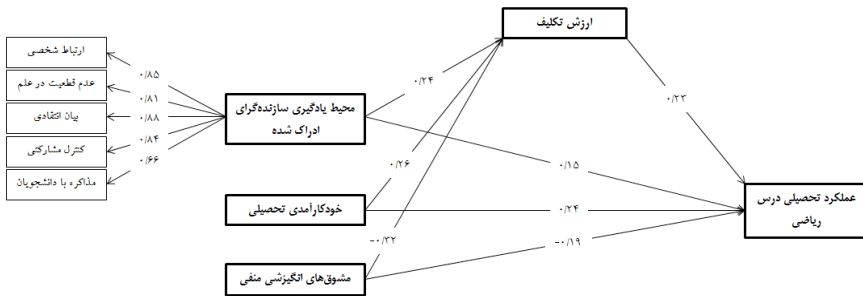 ارزش تکلیف
ارتباط شخصی
عدم قطعیت در علم
بیان انتقادی
کنترل مشارکتی
مذاکره با دانشجویان
۰/۸۵
۰/۸۱
۰/۸۸
۰/۸۴
۰/۶۶
محیط یادگیری سازنده‌گرای
ادراک شده
۰/۲۴
۰/۲۳
۰/۲۶
۰/۱۵
خودکارآمدی تحصیلی
۰/۲۴
عملکرد تحصیلی درس
ریاضی
-۰/۳۲
-۰/۱۹
مشوق‌های انگیزشی منفی